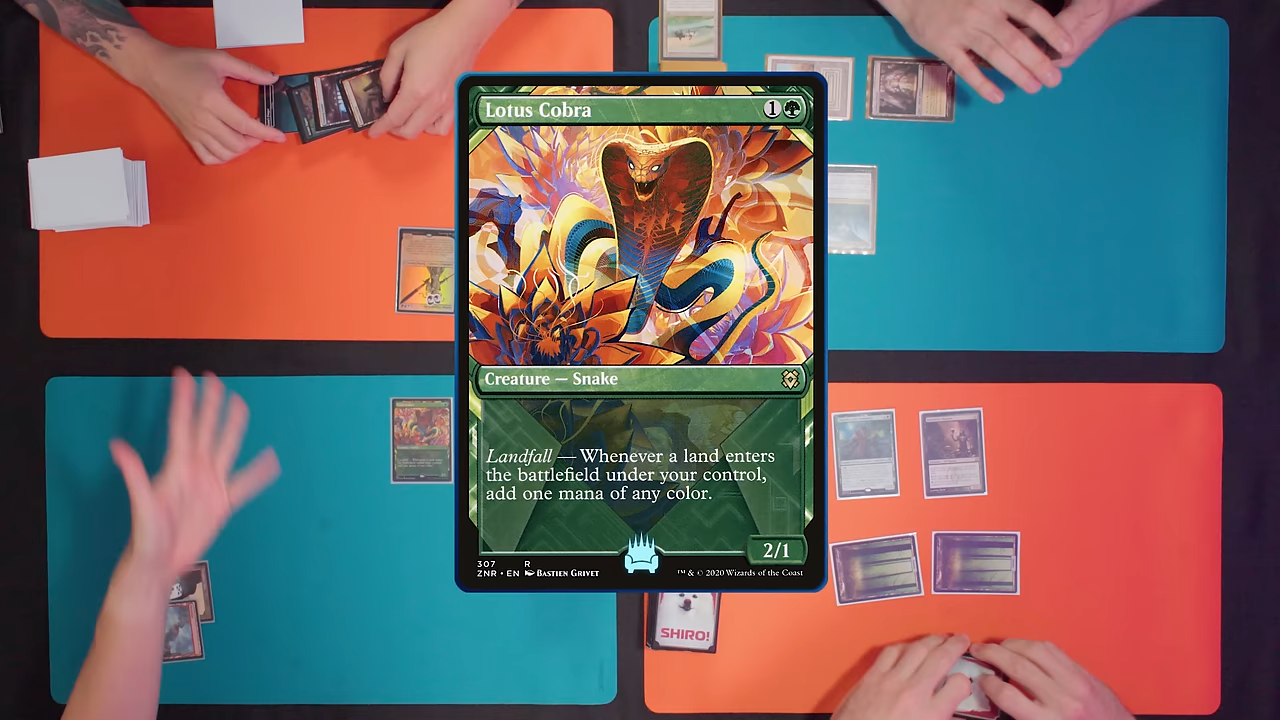 Lotus Cobra
1
Creature — Snake
Landfall — Whenever a land enters
the battlefield under your control,
add one mana of any color.
2/1
307 R
ZNR • EN Bastien Grivet
™ & © 2020 Wizards of the Coast
SHIRO!